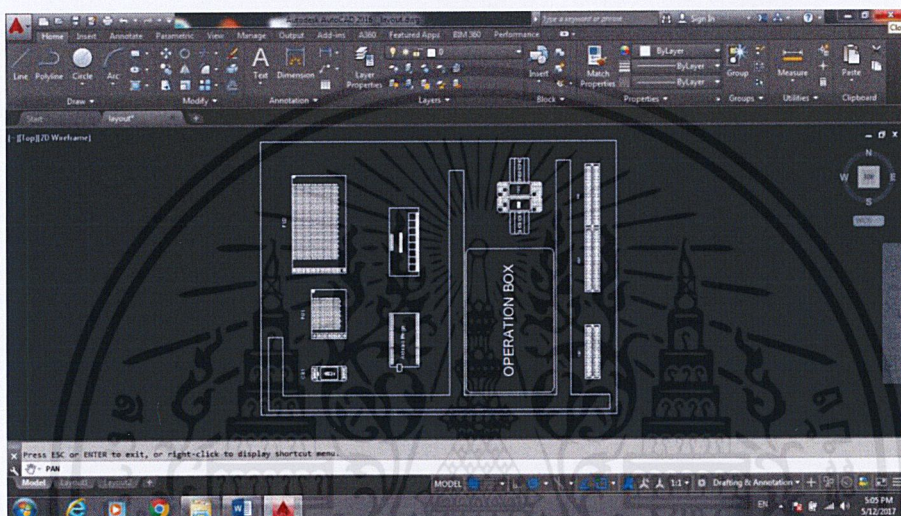 Autodesk AutoCAD 2016 layout.dwg
Type a keyword or phrase
Sign In
Clo
Home Insert Annotate Parametric View Manage Output Add-ins A360 Featured Apps BIM 360 Performance
Line Polyline Circle Arc
Text Dimension
Layer Properties
0
Insert
Match Properties
ByLayer
ByLayer
ByLayer
Group
Measure
Paste
Draw Modify Annotation Layers Block Properties Groups Utilities Clipboard
Start layout* +
[-][Top][2D Wireframe]
N
W TOP E
S
WCS
OPERATION BOX
Press ESC or ENTER to exit, or right-click to display shortcut menu.
PAN
Model Layout1 Layout2 +
MODEL 1:1 Drafting & Annotation
EN 5:05 PM
5/12/2017